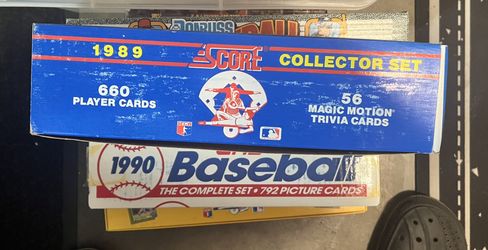 DONRUSS
1989 SCORE COLLECTOR SET
660
PLAYER CARDS
56
MAGIC MOTION
TRIVIA CARDS
1990 Baseball
THE COMPLETE SET • 792 PICTURE CARDS